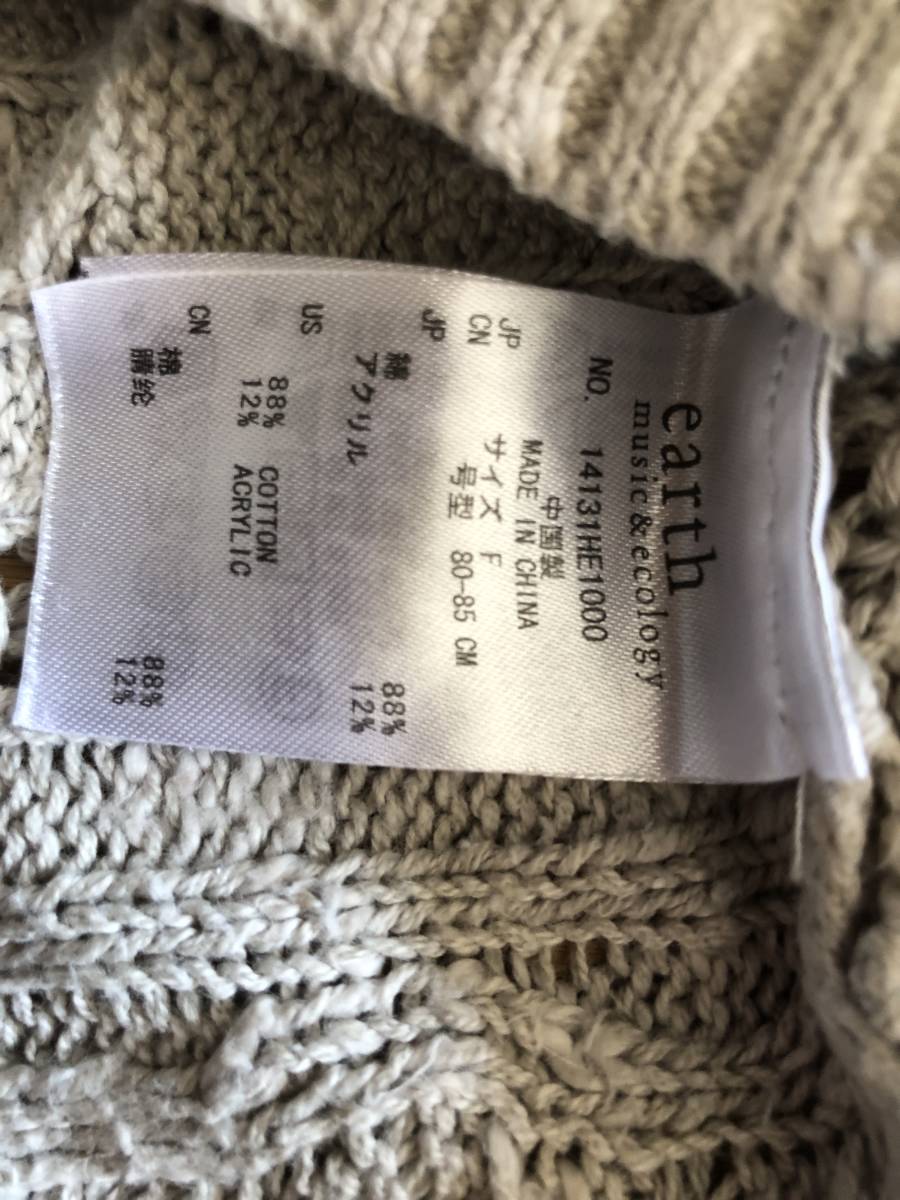 earth
music&ecology
NO. 14131HE1000
中国製
MADE IN CHINA
JP サイズ F
CN 号型 80-85 CM
JP
綿 88%
アクリル 12%
US
88% COTTON
12% ACRYLIC
CN
棉 88%
腈纶 12%